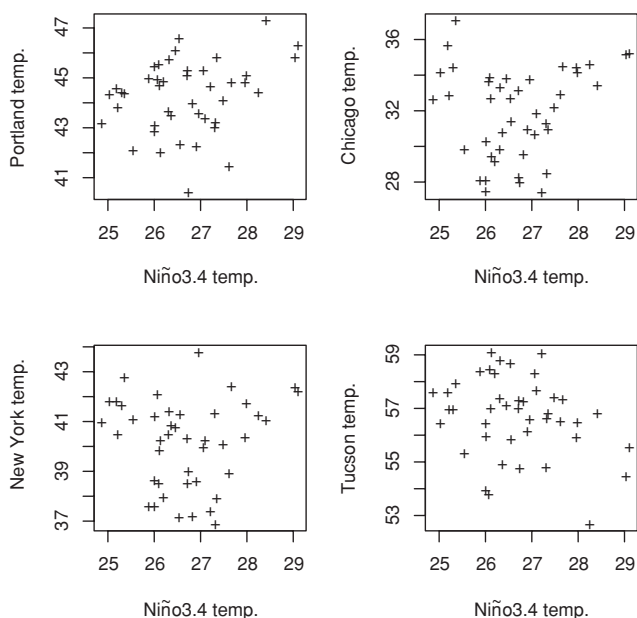 Portland temp.
47
45
43
41
25 26 27 28 29
Niño3.4 temp.
Chicago temp.
36
32
28
25 26 27 28 29
Niño3.4 temp.
New York temp.
43
41
39
37
25 26 27 28 29
Niño3.4 temp.
Tucson temp.
59
57
55
53
25 26 27 28 29
Niño3.4 temp.